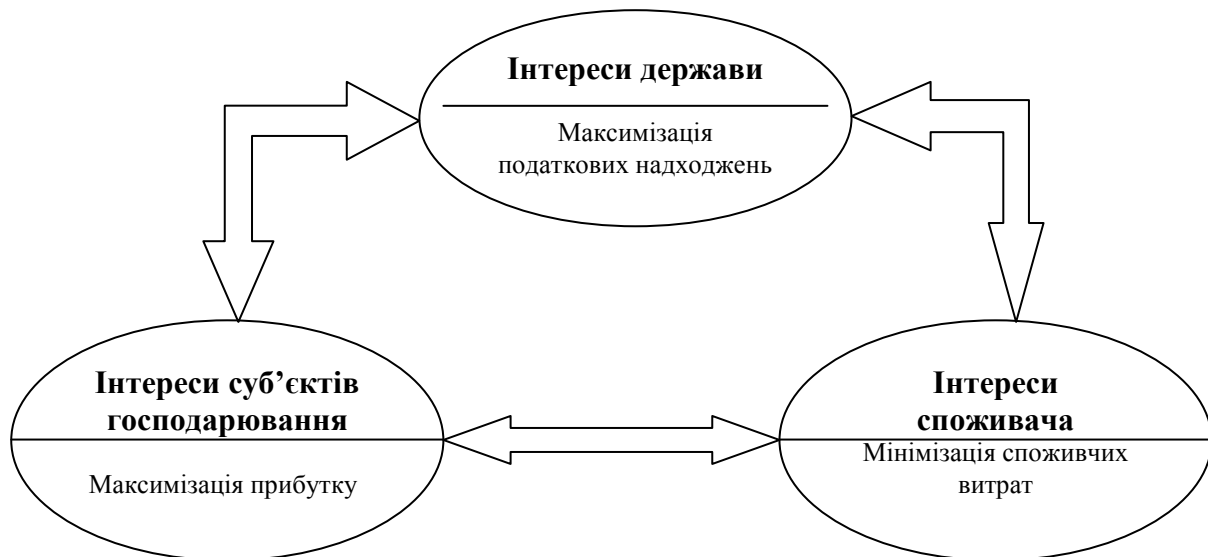 Інтереси держави
Максимізація
податкових надходжень
Інтереси суб’єктів
господарювання
Максимізація прибутку
Інтереси
споживача
Мінімізація споживчих
витрат